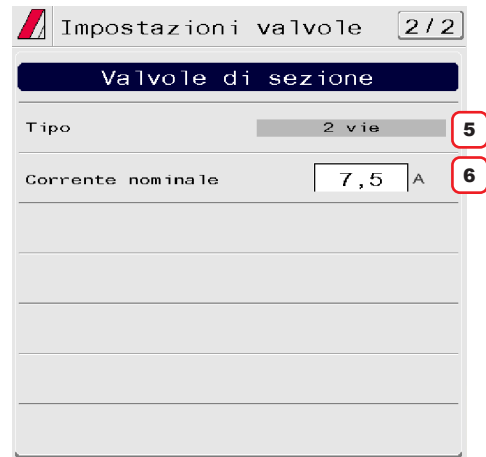 Impostazioni valvole 2/2
Valvole di sezione
Tipo 2 vie 5
Corrente nominale 7,5 A 6